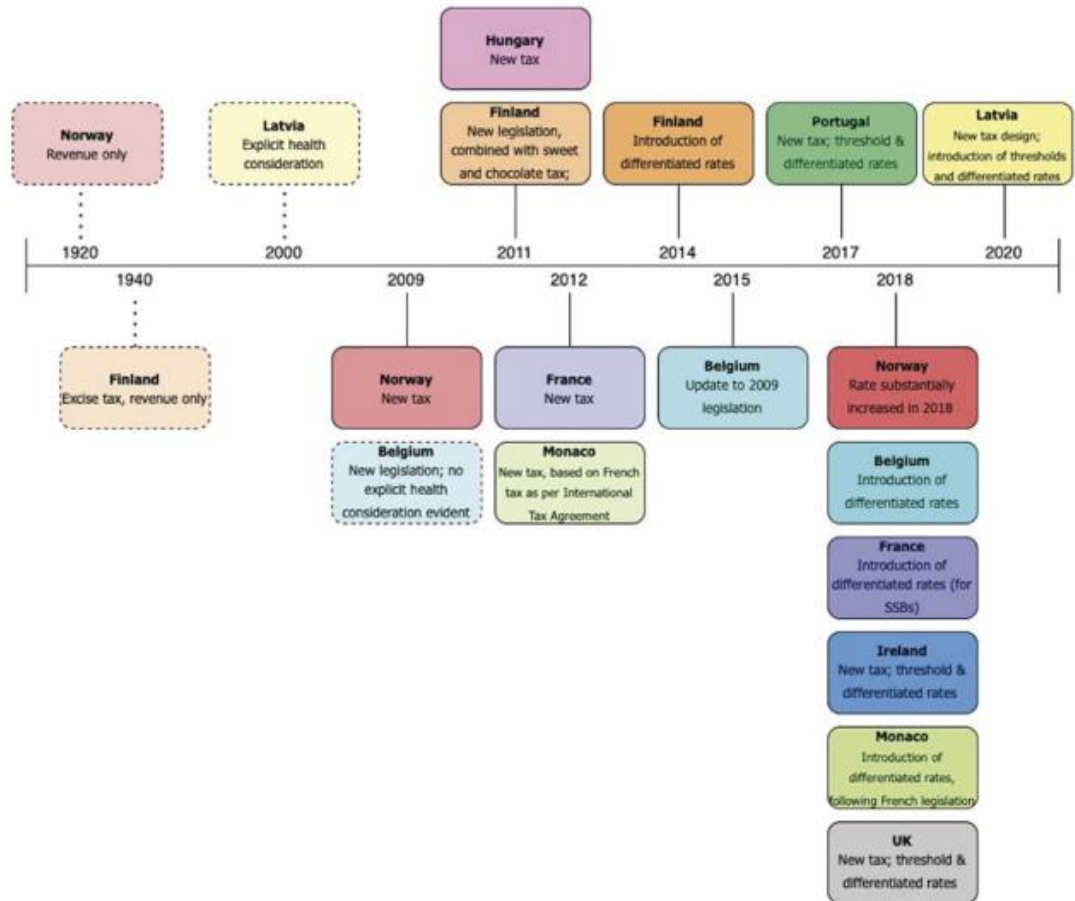 Hungary
New tax
Norway
Revenue only
Latvia
Explicit health
consideration
Finland
New legislation,
combined with sweet
and chocolate tax;
Finland
Introduction of
differentiated rates
Portugal
New tax; threshold &
differentiated rates
Latvia
New tax design;
introduction of thresholds
and differentiated rates
1920
2000
2011
2014
2017
2020
1940
2009
2012
2015
2018
Finland
Excise tax, revenue only
Norway
New tax
France
New tax
Belgium
Update to 2009
legislation
Norway
Rate substantially
increased in 2018
Belgium
New legislation; no
explicit health
consideration evident
Monaco
New tax, based on French
tax as per International
Tax Agreement
Belgium
Introduction of
differentiated rates
France
Introduction of
differentiated rates (for
SSBs)
Ireland
New tax; threshold &
differentiated rates
Monaco
Introduction of
differentiated rates,
following French legislation
UK
New tax; threshold &
differentiated rates